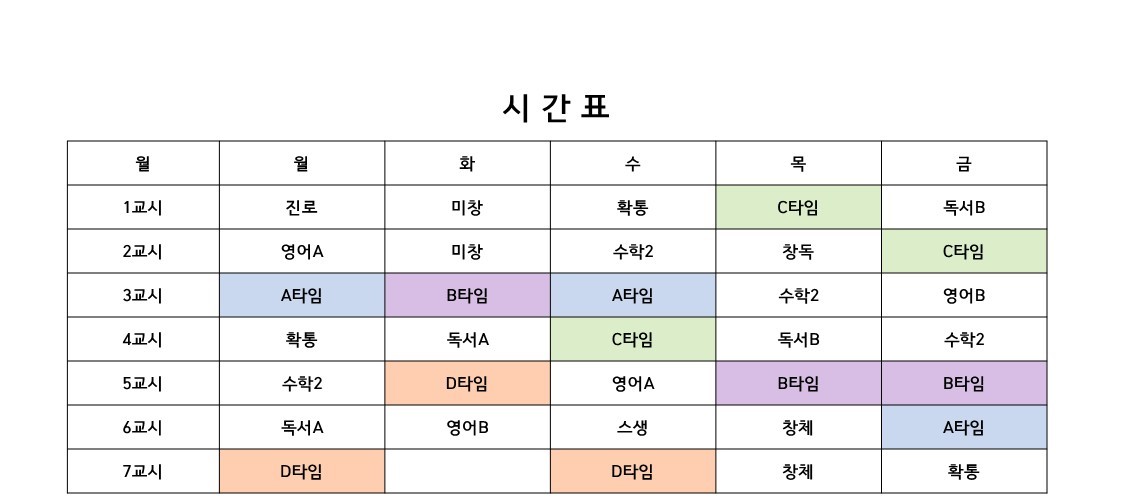 시 간 표
월 월 화 수 목 금
1교시 진로 미창 확통 C타임 독서B
2교시 영어A 미창 수학2 창독 C타임
3교시 A타임 B타임 A타임 수학2 영어B
4교시 확통 독서A C타임 독서B 수학2
5교시 수학2 D타임 영어A B타임 B타임
6교시 독서A 영어B 스생 창체 A타임
7교시 D타임 D타임 창체 확통